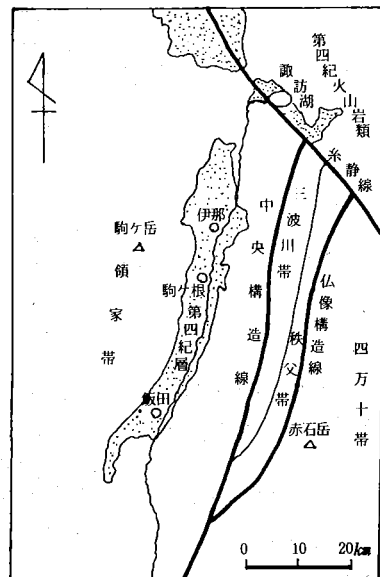 第四紀火山岩類
諏訪湖
糸静線
三波川帯
中央構造線
伊那
駒ケ岳
領家帯
駒ケ根
第四紀層
仏像構造線
秩父帯
四万十帯
飯田
赤石岳
0 10 20km